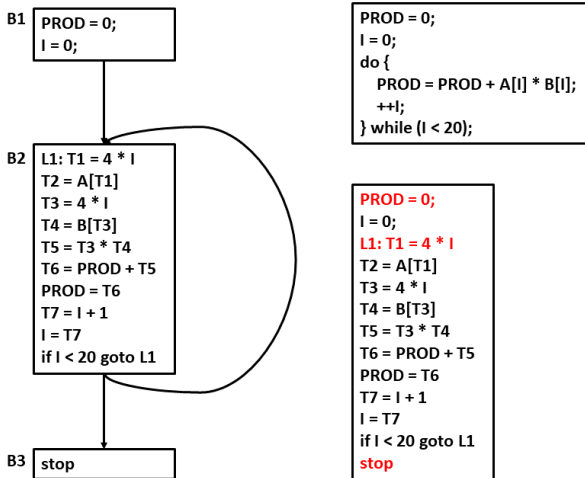 B1
PROD = 0;
I = 0;
B2
L1: T1 = 4 * I
T2 = A[T1]
T3 = 4 * I
T4 = B[T3]
T5 = T3 * T4
T6 = PROD + T5
PROD = T6
T7 = I + 1
I = T7
if I < 20 goto L1
B3
stop
PROD = 0;
I = 0;
do {
PROD = PROD + A[I] * B[I];
++I;
} while (I < 20);
PROD = 0;
I = 0;
L1: T1 = 4 * I
T2 = A[T1]
T3 = 4 * I
T4 = B[T3]
T5 = T3 * T4
T6 = PROD + T5
PROD = T6
T7 = I + 1
I = T7
if I < 20 goto L1
stop